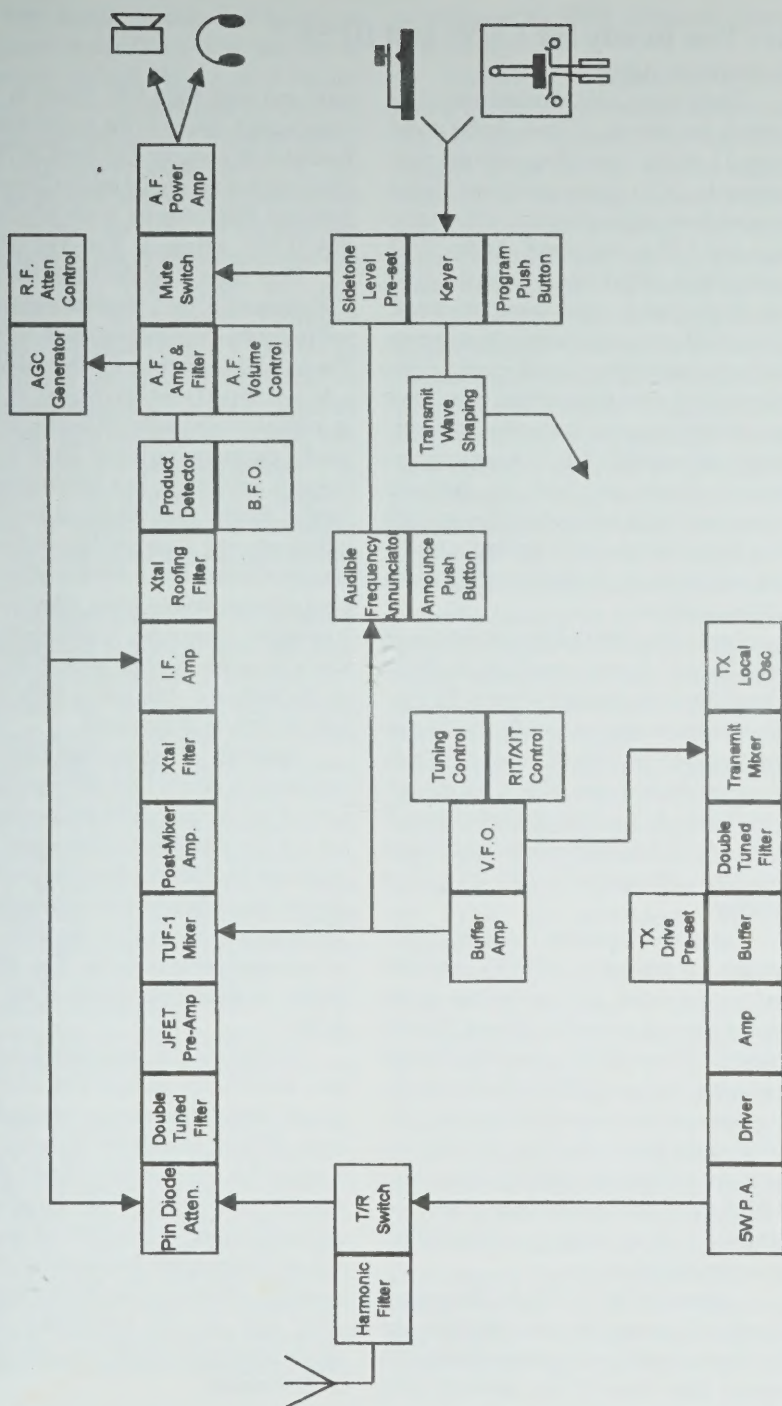 R.F.
Atten
Control
AGC
Generator
A.F.
Power
Amp
Mute
Switch
A.F.
Amp &
Filter
A.F.
Volume
Control
Product
Detector
B.F.O.
Xtal
Roofing
Filter
I.F.
Amp
Xtal
Filter
Post-Mixer
Amp.
TUF-1
Mixer
JFET
Pre-Amp
Double
Tuned
Filter
Pin Diode
Atten.
Sidetone
Level
Pre-set
Keyer
Program
Push
Button
Transmit
Wave
Shaping
Audible
Frequency
Annunciator
Announce
Push
Button
Tuning
Control
RIT/XIT
Control
V.F.O.
Buffer
Amp
T/R
Switch
Harmonic
Filter
TX
Local
Osc
Transmit
Mixer
Double
Tuned
Filter
TX
Drive
Pre-set
Buffer
Amp
Driver
5W P.A.